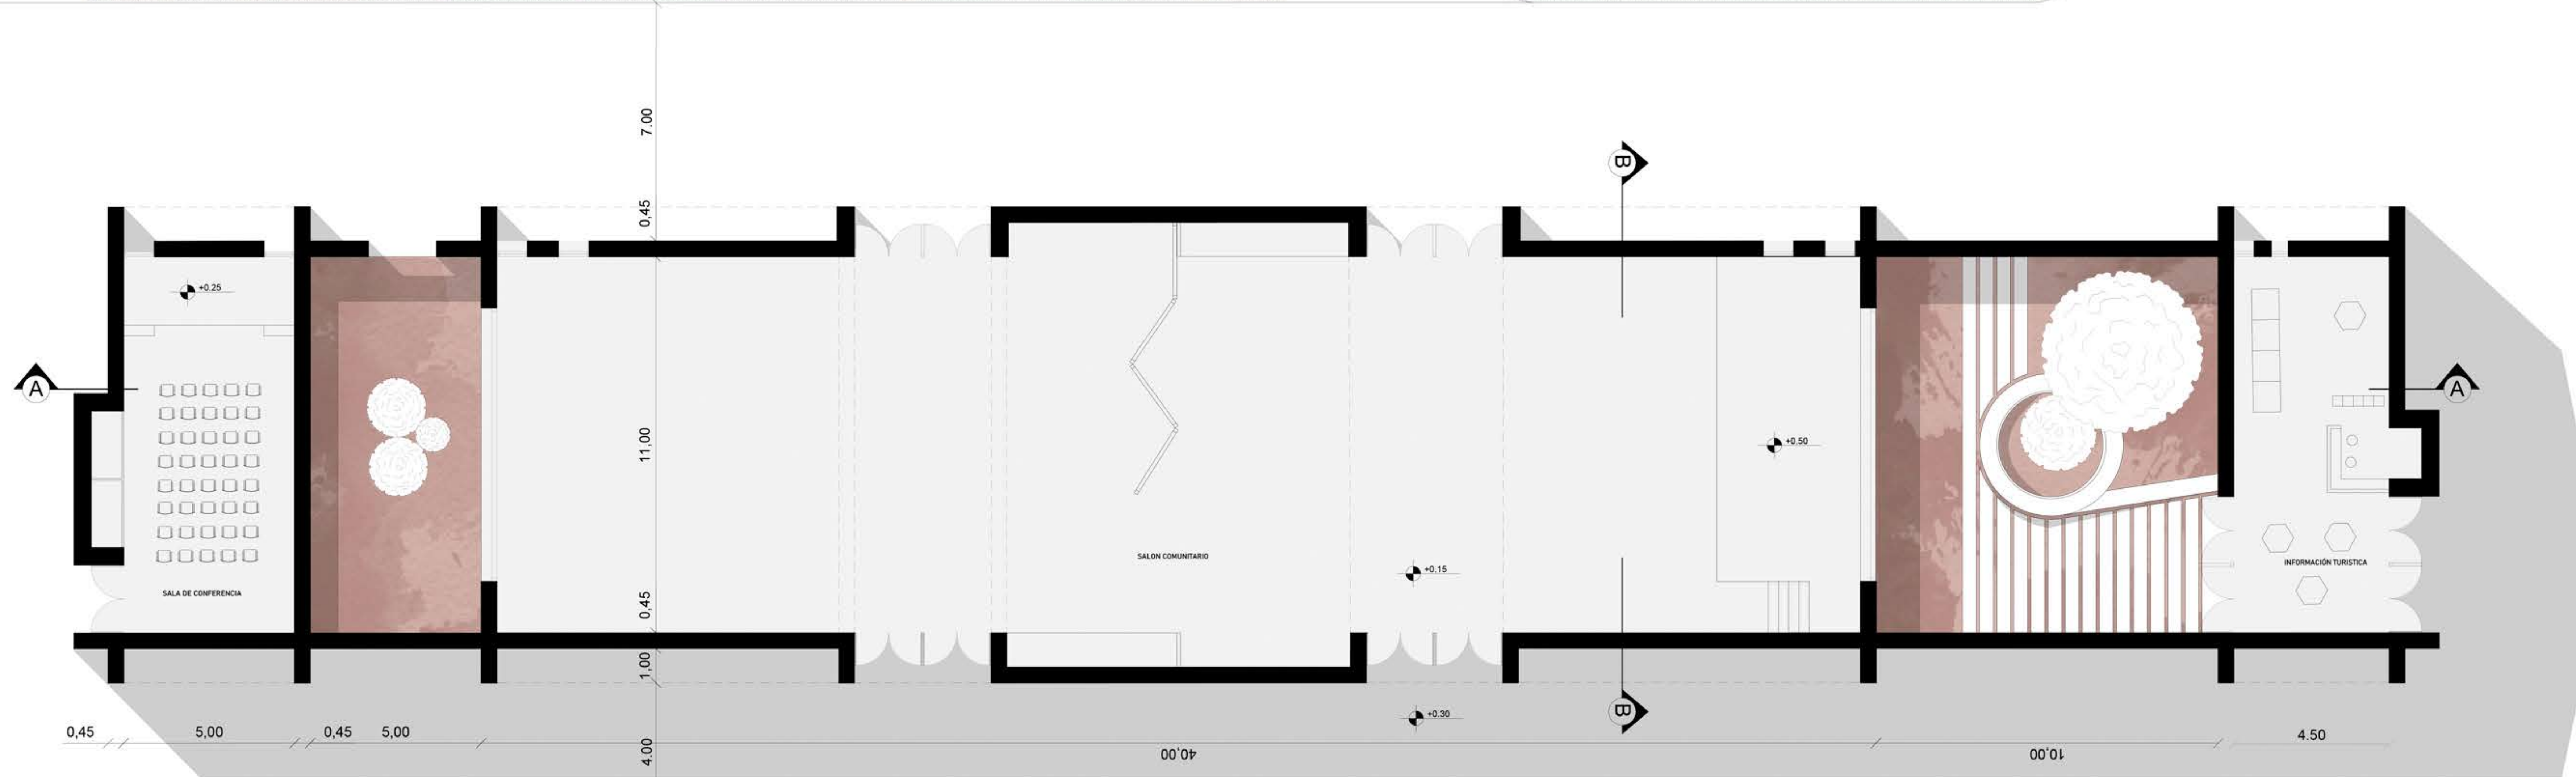 7.00
B
0,45
+0.25
A
A
11,00
+0.50
SALON COMUNITARIO
INFORMACIÓN TURISTICA
+0.15
SALA DE CONFERENCIA
0,45
1,00
B
+0.30
0,45
5,00
0,45
5,00
4.00
40,00
10,00
4.50